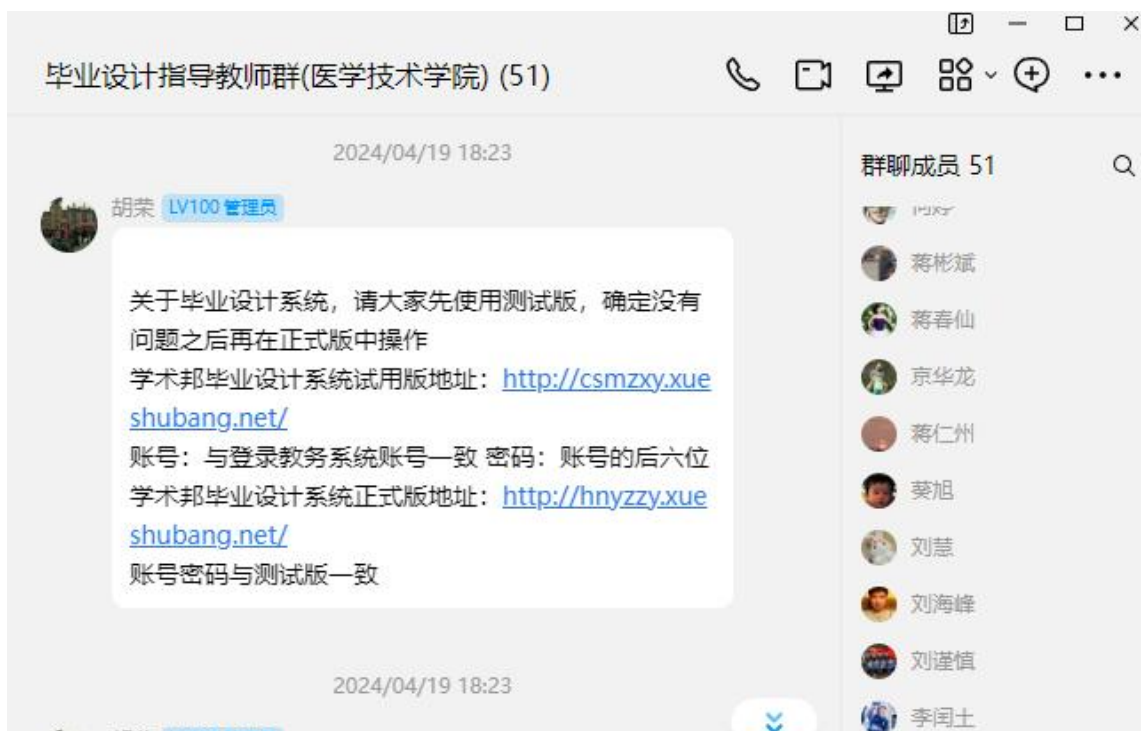 毕业设计指导教师群(医学技术学院) (51)
2024/04/19 18:23
胡荣 LV100 管理员
关于毕业设计系统，请大家先使用测试版，确定没有
问题之后再在正式版中操作
学术邦毕业设计系统试用版地址：http://csmzxy.xue
shubang.net/
账号：与登录教务系统账号一致 密码：账号的后六位
学术邦毕业设计系统正式版地址：http://hnyzzy.xue
shubang.net/
账号密码与测试版一致
2024/04/19 18:23
群聊成员 51
蒋彬斌
蒋春仙
京华龙
蒋仁州
葵旭
刘慧
刘海峰
刘谨慎
李闰土